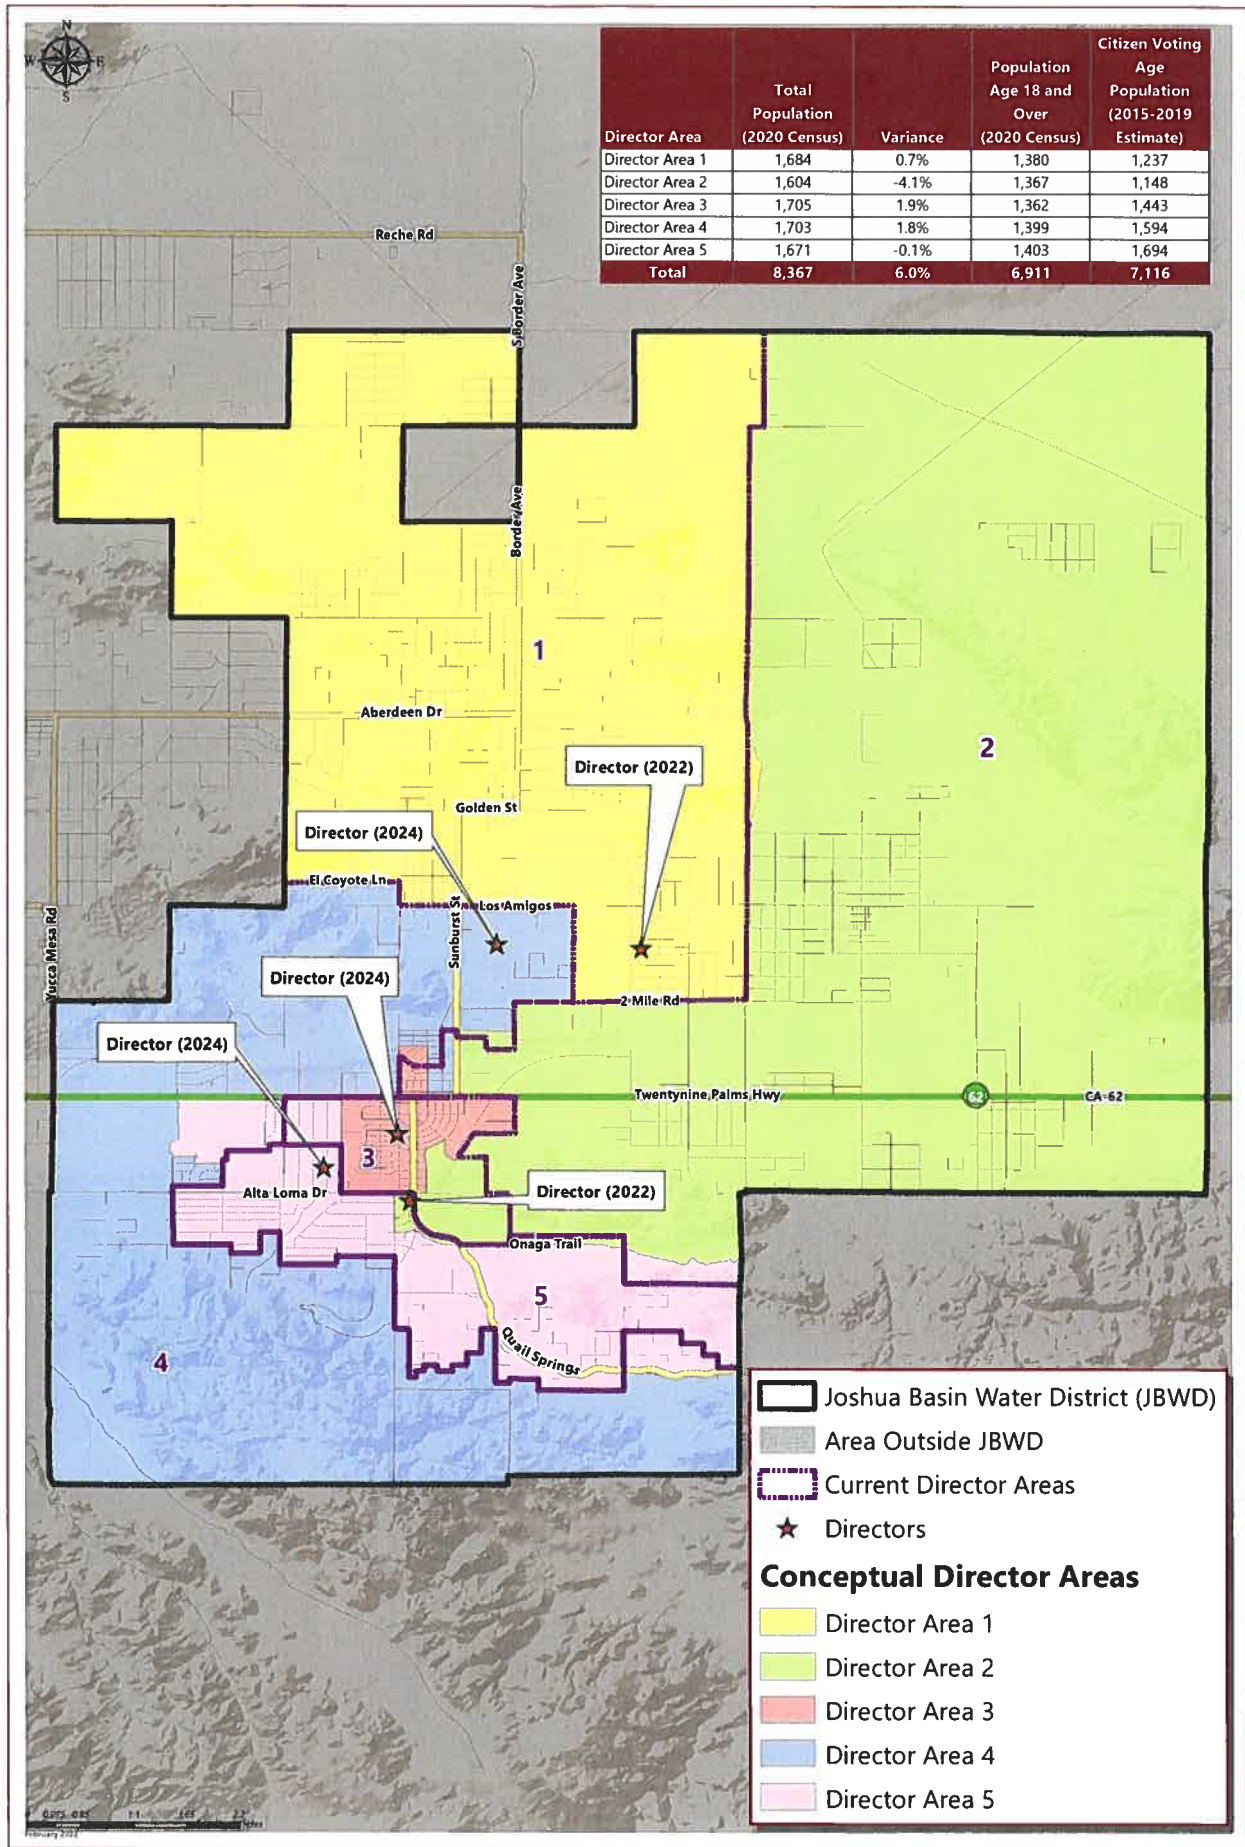 N
W E
S
Director Area
Total
Population
(2020 Census)
Variance
Population
Age 18 and
Over
(2020 Census)
Citizen Voting
Age
Population
(2015-2019
Estimate)
Director Area 1 1,684 0.7% 1,380 1,237
Director Area 2 1,604 -4.1% 1,367 1,148
Director Area 3 1,705 1.9% 1,362 1,443
Director Area 4 1,703 1.8% 1,399 1,594
Director Area 5 1,671 -0.1% 1,403 1,694
Total 8,367 6.0% 6,911 7,116
Reche Rd
S Border Ave
Border Ave
1
Aberdeen Dr
2
Director (2022)
Golden St
Director (2024)
El Coyote Ln
Los Amigos
Sunburst St
Yucca Mesa Rd
Director (2024)
2 Mile Rd
Director (2024)
Twentynine Palms Hwy
62
CA-62
3
Alta Loma Dr
Director (2022)
Onaga Trail
5
Quail Springs
4
Joshua Basin Water District (JBWD)
Area Outside JBWD
Current Director Areas
Directors
Conceptual Director Areas
Director Area 1
Director Area 2
Director Area 3
Director Area 4
Director Area 5
February 2022